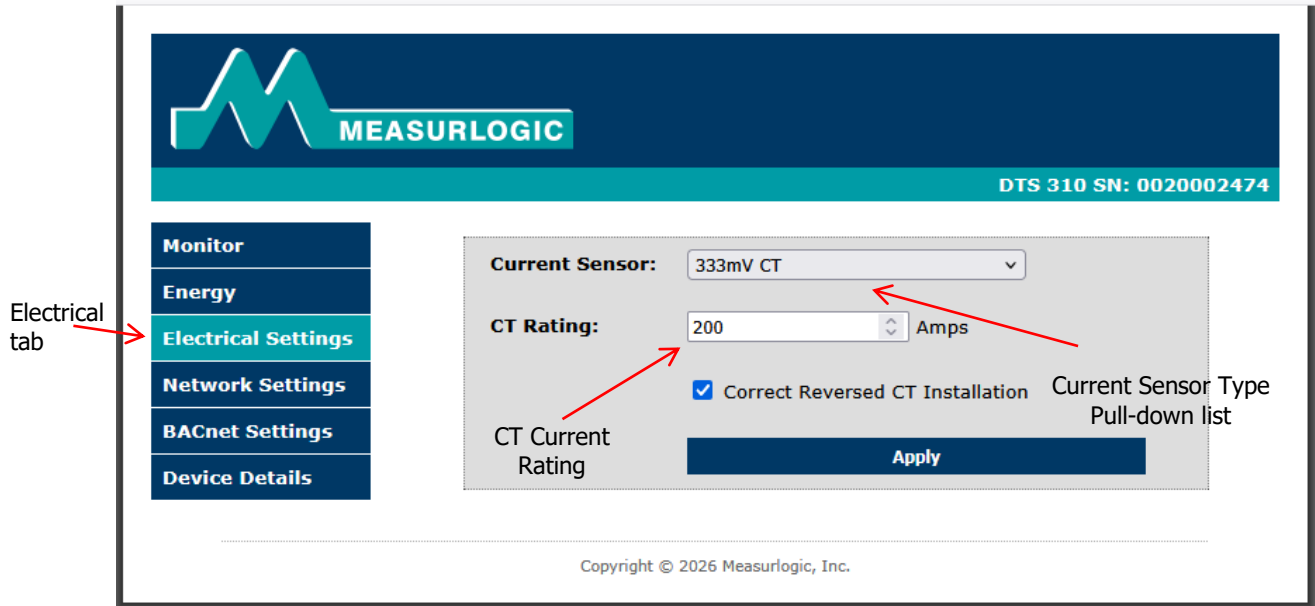 MEASURLOGIC
DTS 310 SN: 0020002474
Monitor
Energy
Electrical Settings
Network Settings
BACnet Settings
Device Details
Electrical
tab
Current Sensor: 333mV CT
CT Rating: 200 Amps
Correct Reversed CT Installation
Apply
CT Current
Rating
Current Sensor Type
Pull-down list
Copyright © 2026 Measurlogic, Inc.